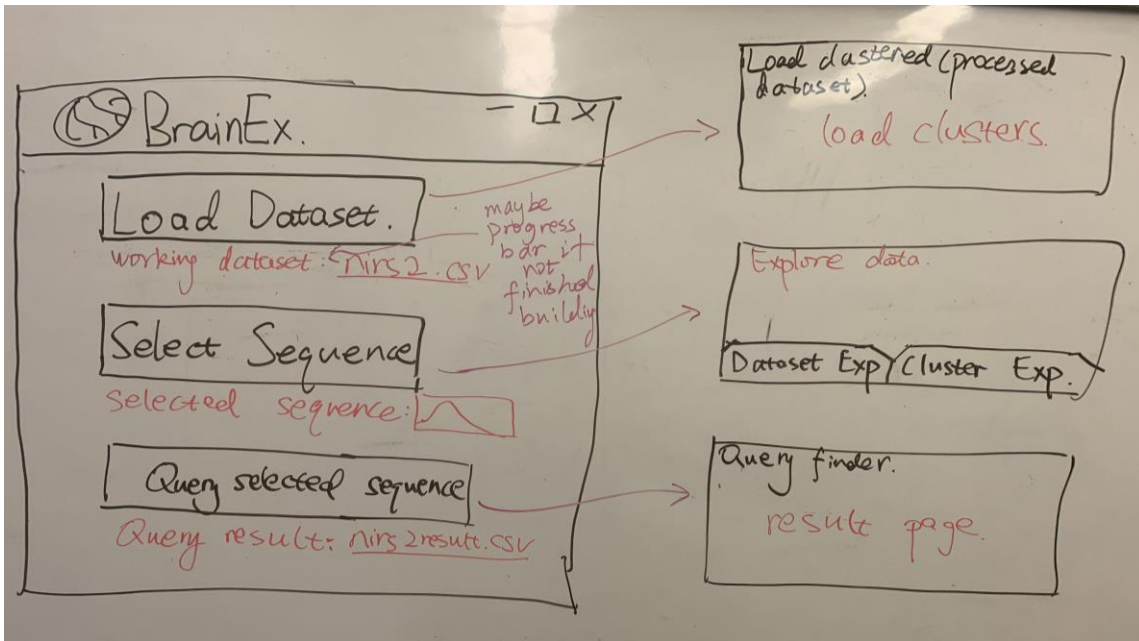 BrainEx.
Load Dataset.
working dataset: nirs2.csv
maybe
progress
bar if
not
finished
building
Select Sequence
Selected sequence:
Query selected sequence
Query result: nirs2result.csv
Load clustered (processed
dataset).
load clusters.
Explore data.
Dataset Exp
Cluster Exp.
Query finder.
result page.